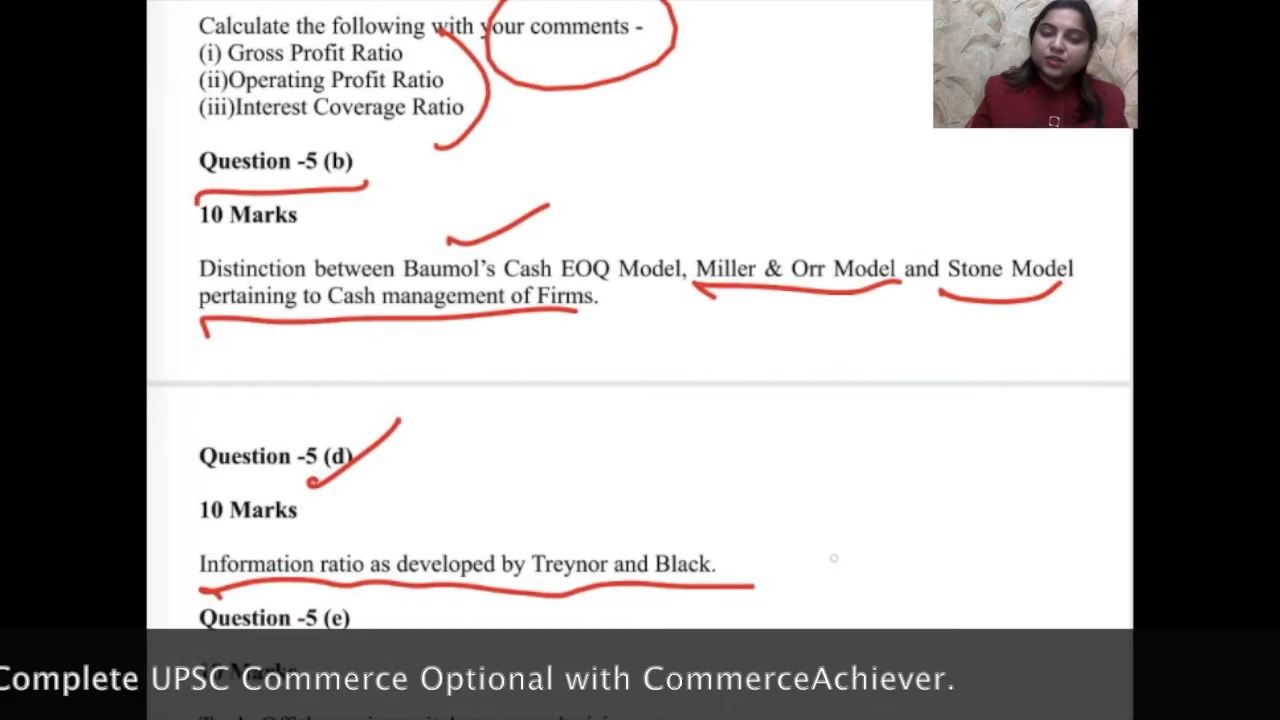 Calculate the following with your comments -
(i) Gross Profit Ratio
(ii)Operating Profit Ratio
(iii)Interest Coverage Ratio
Question -5 (b)
10 Marks
Distinction between Baumol's Cash EOQ Model, Miller & Orr Model and Stone Model
pertaining to Cash management of Firms.
Question -5 (d)
10 Marks
Information ratio as developed by Treynor and Black.
Question -5 (e)
Complete UPSC Commerce Optional with CommerceAchiever.